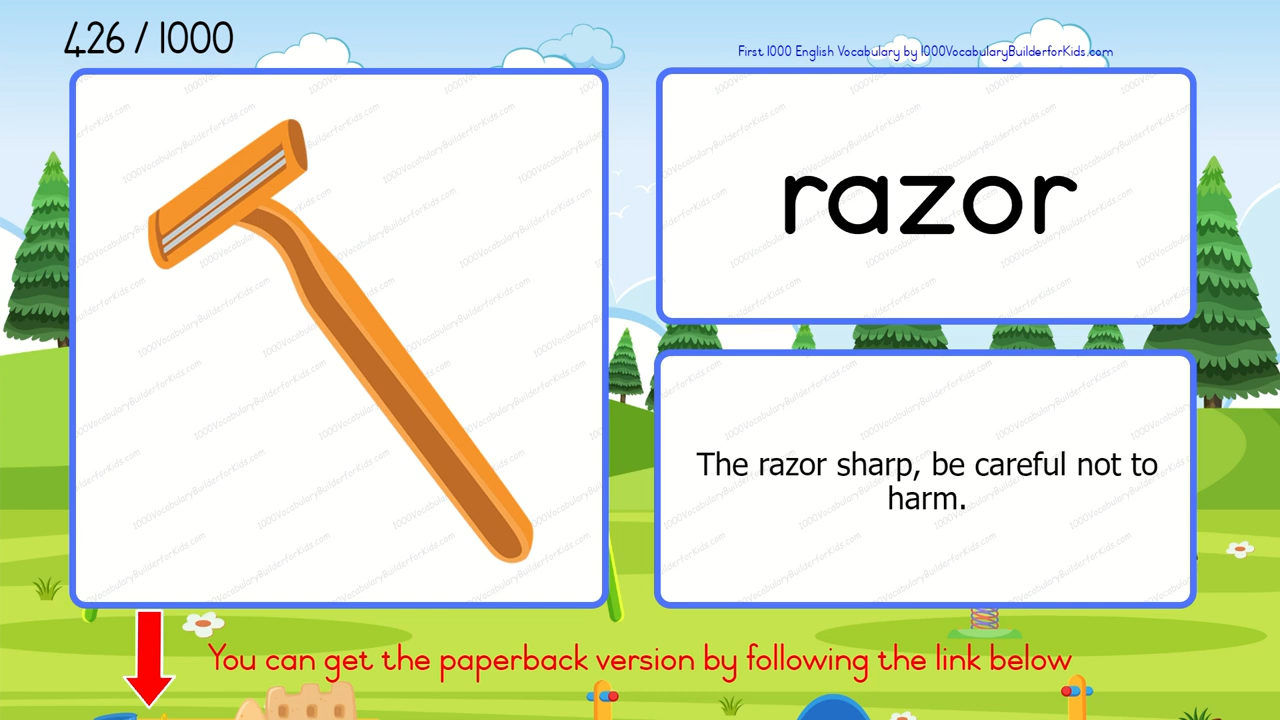 426 / 1000
First 1000 English Vocabulary by 1000VocabularyBuilderforKids.com
razor
The razor sharp, be careful not to
harm.
You can get the paperback version by following the link below